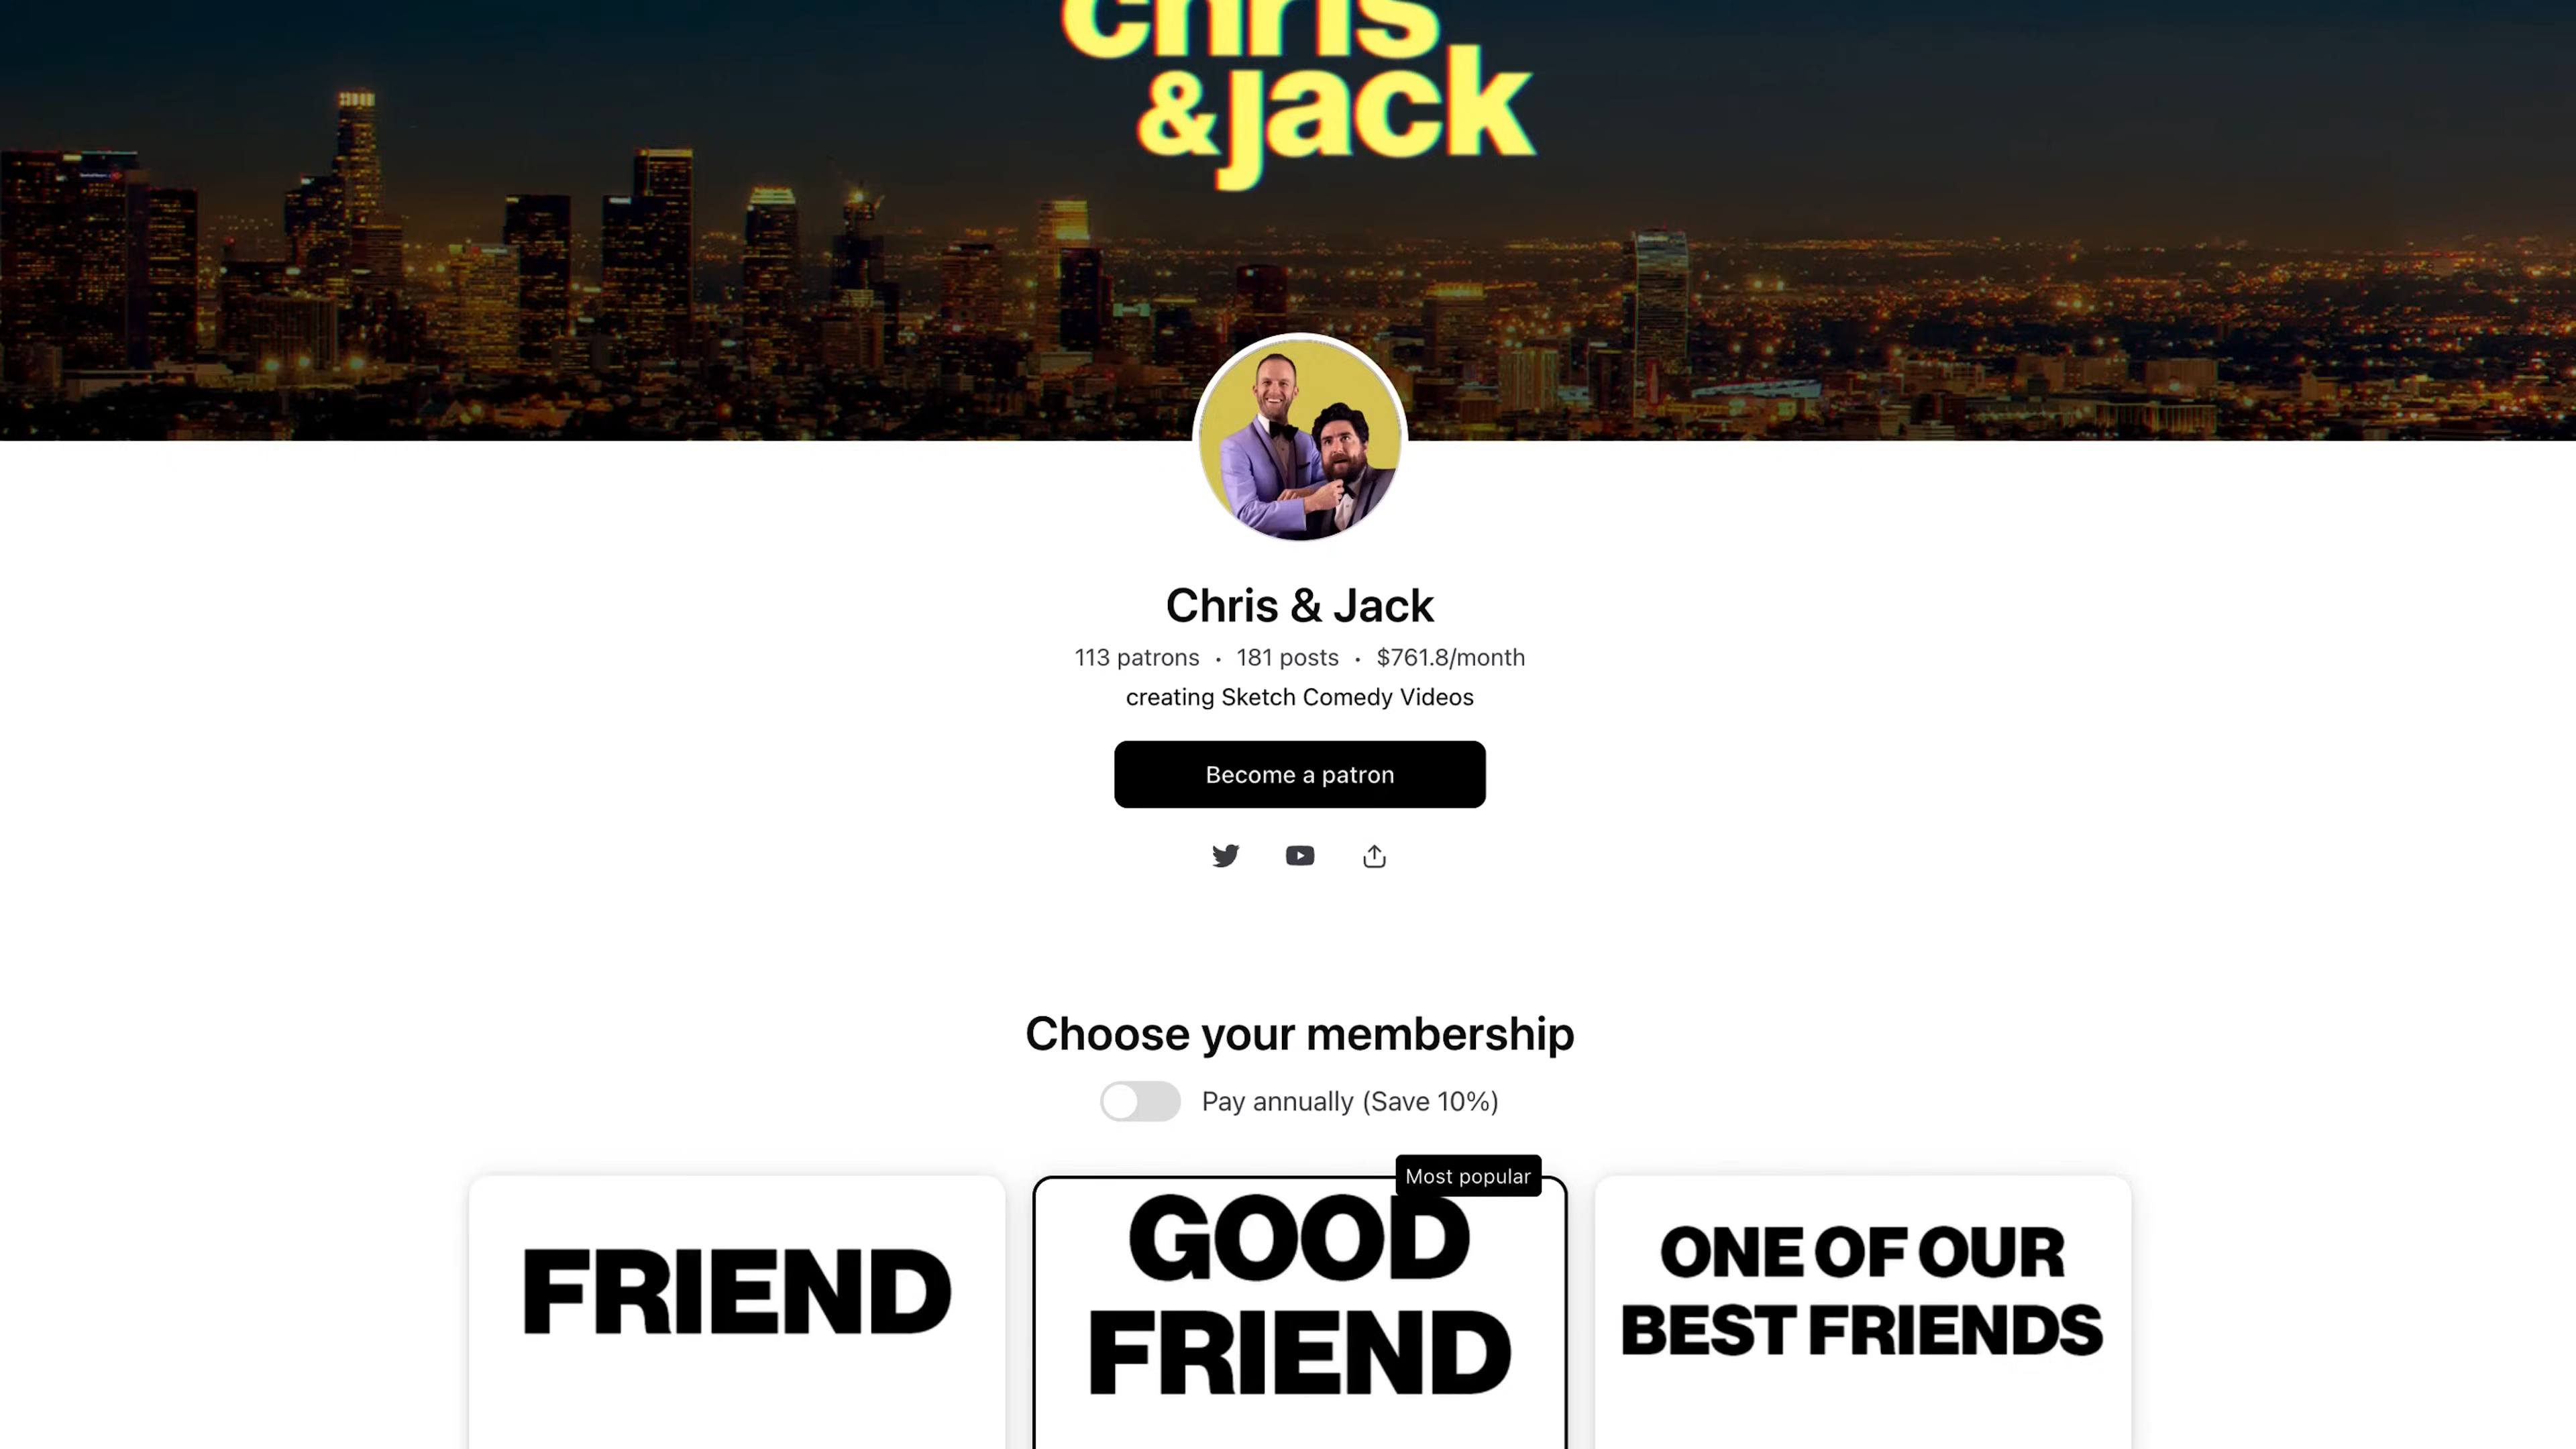 chris
&jack
Chris & Jack
113 patrons • 181 posts • $761.8/month
creating Sketch Comedy Videos
Become a patron
Choose your membership
Pay annually (Save 10%)
Most popular
FRIEND
GOOD
FRIEND
ONE OF OUR
BEST FRIENDS